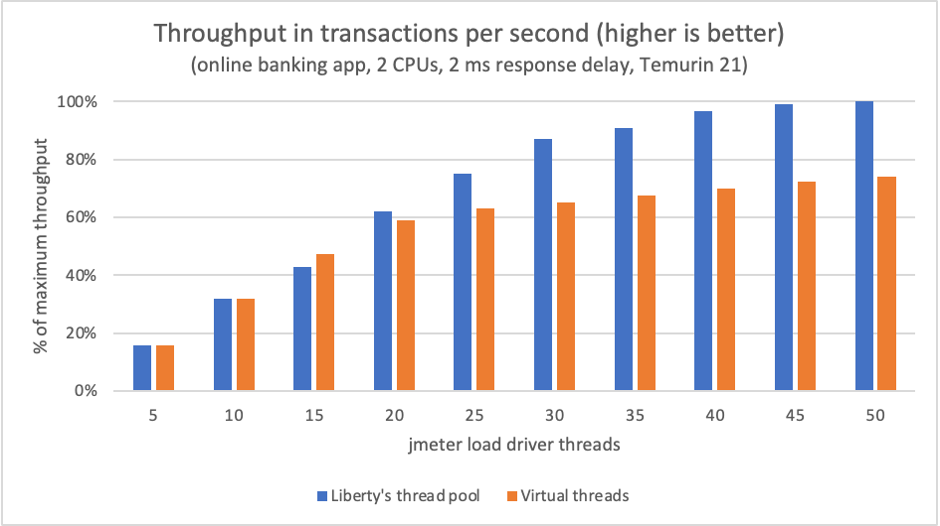 Throughput in transactions per second (higher is better)
(online banking app, 2 CPUs, 2 ms response delay, Temurin 21)
% of maximum throughput
100%
80%
60%
40%
20%
0%
5 10 15 20 25 30 35 40 45 50
jmeter load driver threads
Liberty's thread pool Virtual threads